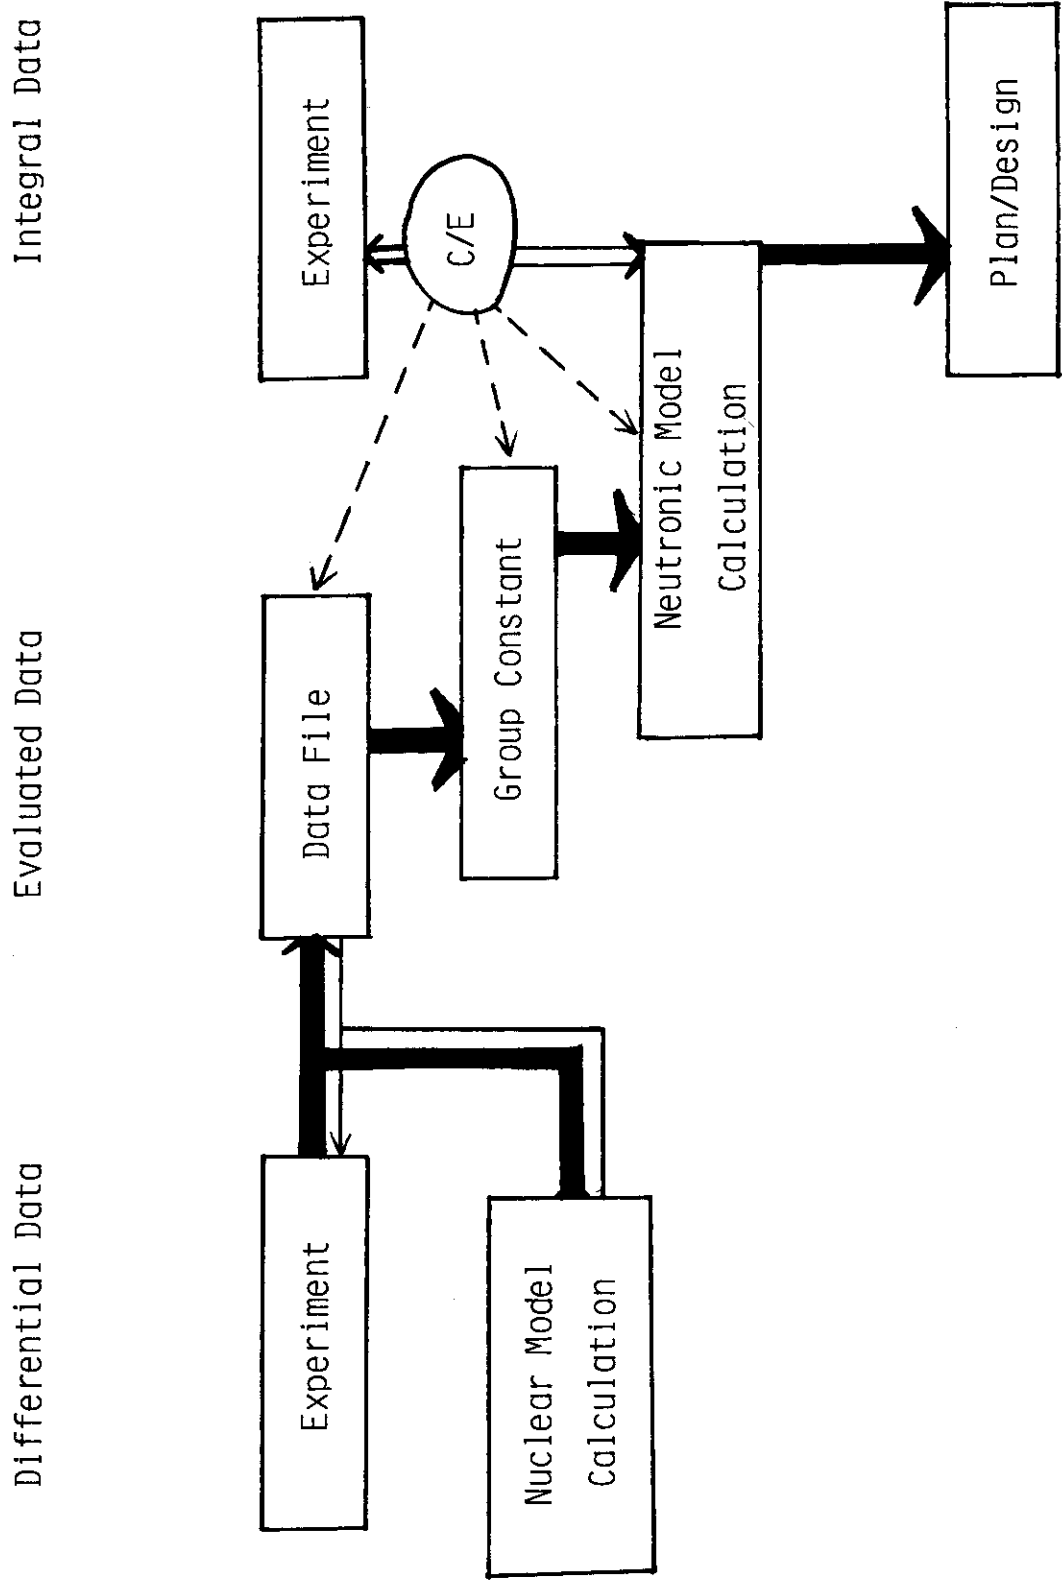 Differential Data
Evaluated Data
Integral Data
Experiment
Data File
Experiment
C/E
Nuclear Model
Calculation
Group Constant
Neutronic Model
Calculation
Plan/Design